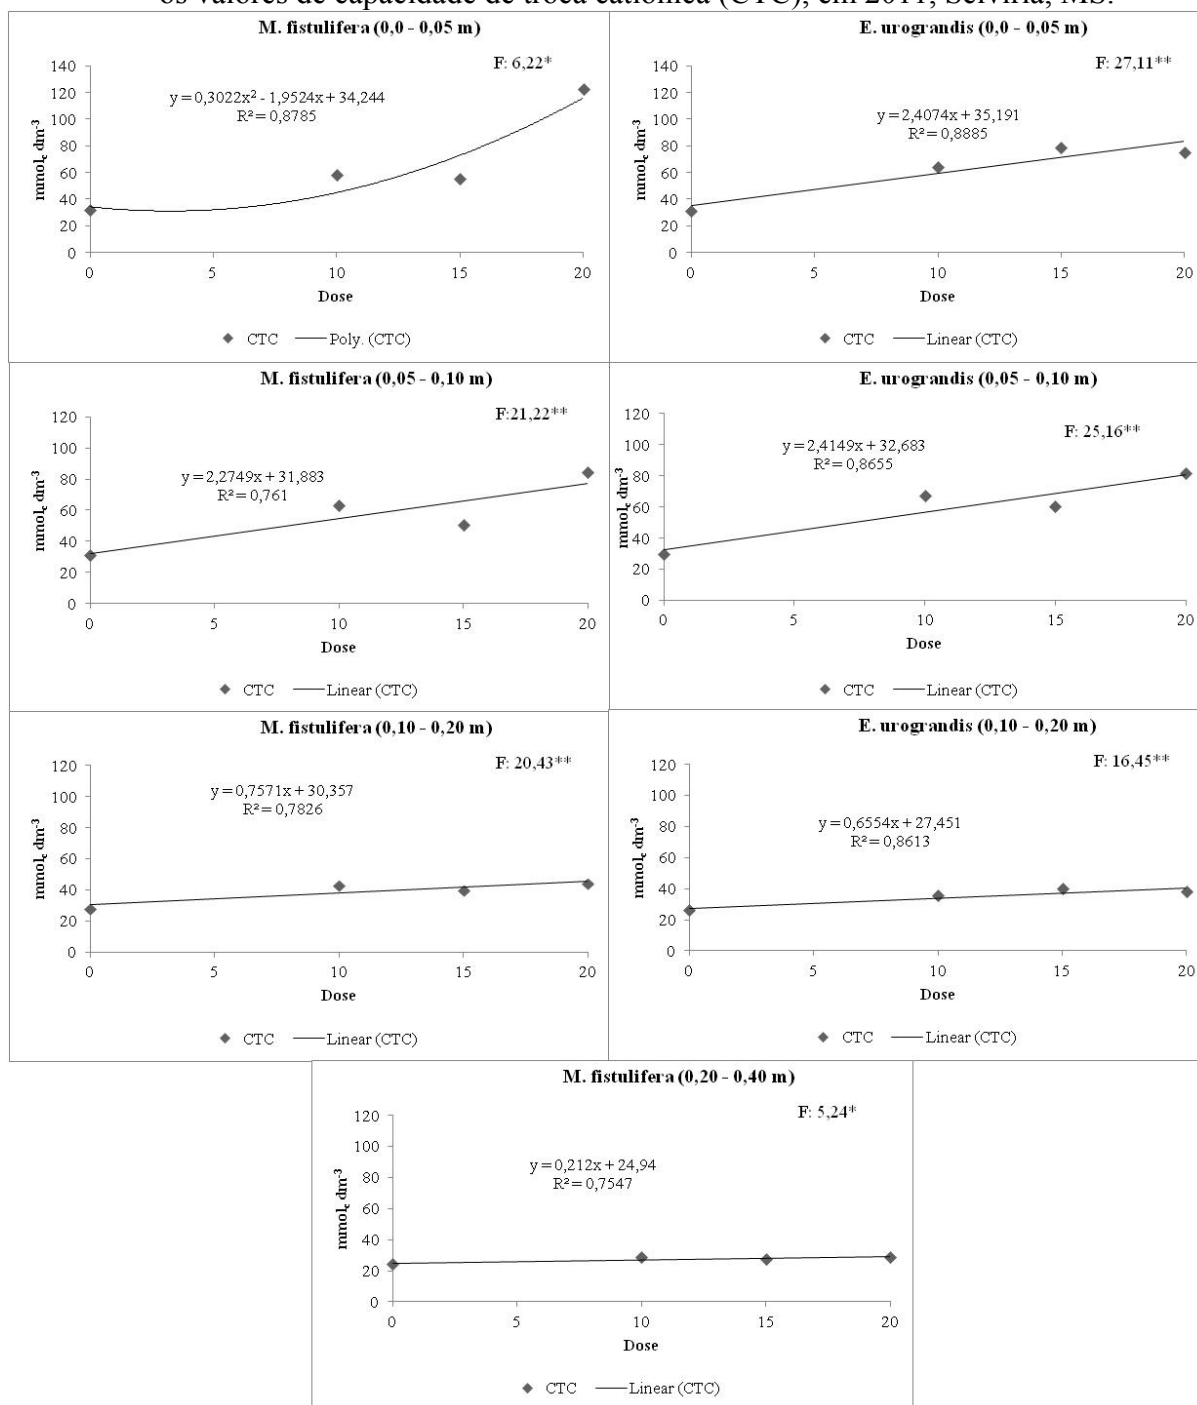 os valores de capacidade de troca catiônica (CTC), em 2011, Selvíria, MS.
M. fistulifera (0,0 - 0,05 m)
F: 6,22*
y = 0,3022x² - 1,9524x + 34,244
R² = 0,8785
mmolc dm-3
140
120
100
80
60
40
20
0
0 5 10 15 20
Dose
CTC Poly. (CTC)
E. urograndis (0,0 - 0,05 m)
F: 27,11**
y = 2,4074x + 35,191
R² = 0,8885
mmolc dm-3
140
120
100
80
60
40
20
0
0 5 10 15 20
Dose
CTC Linear (CTC)
M. fistulifera (0,05 - 0,10 m)
F:21,22**
y = 2,2749x + 31,883
R² = 0,761
mmolc dm-3
120
100
80
60
40
20
0
0 5 10 15 20
Dose
CTC Linear (CTC)
E. urograndis (0,05 - 0,10 m)
F: 25,16**
y = 2,4149x + 32,683
R² = 0,8655
mmolc dm-3
120
100
80
60
40
20
0
0 5 10 15 20
Dose
CTC Linear (CTC)
M. fistulifera (0,10 - 0,20 m)
F: 20,43**
y = 0,7571x + 30,357
R² = 0,7826
mmolc dm-3
120
100
80
60
40
20
0
0 5 10 15 20
Dose
CTC Linear (CTC)
E. urograndis (0,10 - 0,20 m)
F: 16,45**
y = 0,6554x + 27,451
R² = 0,8613
mmolc dm-3
120
100
80
60
40
20
0
0 5 10 15 20
Dose
CTC Linear (CTC)
M. fistulifera (0,20 - 0,40 m)
F: 5,24*
y = 0,212x + 24,94
R² = 0,7547
mmolc dm-3
120
100
80
60
40
20
0
0 5 10 15 20
Dose
CTC Linear (CTC)